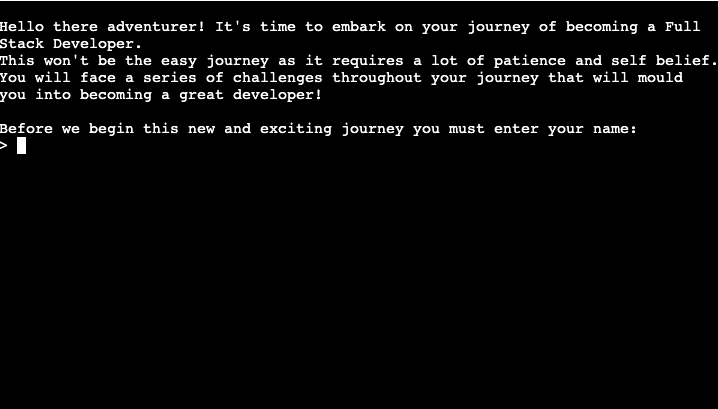 Hello there adventurer! It's time to embark on your journey of becoming a Full
Stack Developer.
This won't be the easy journey as it requires a lot of patience and self belief.
You will face a series of challenges throughout your journey that will mould
you into becoming a great developer!
Before we begin this new and exciting journey you must enter your name:
>